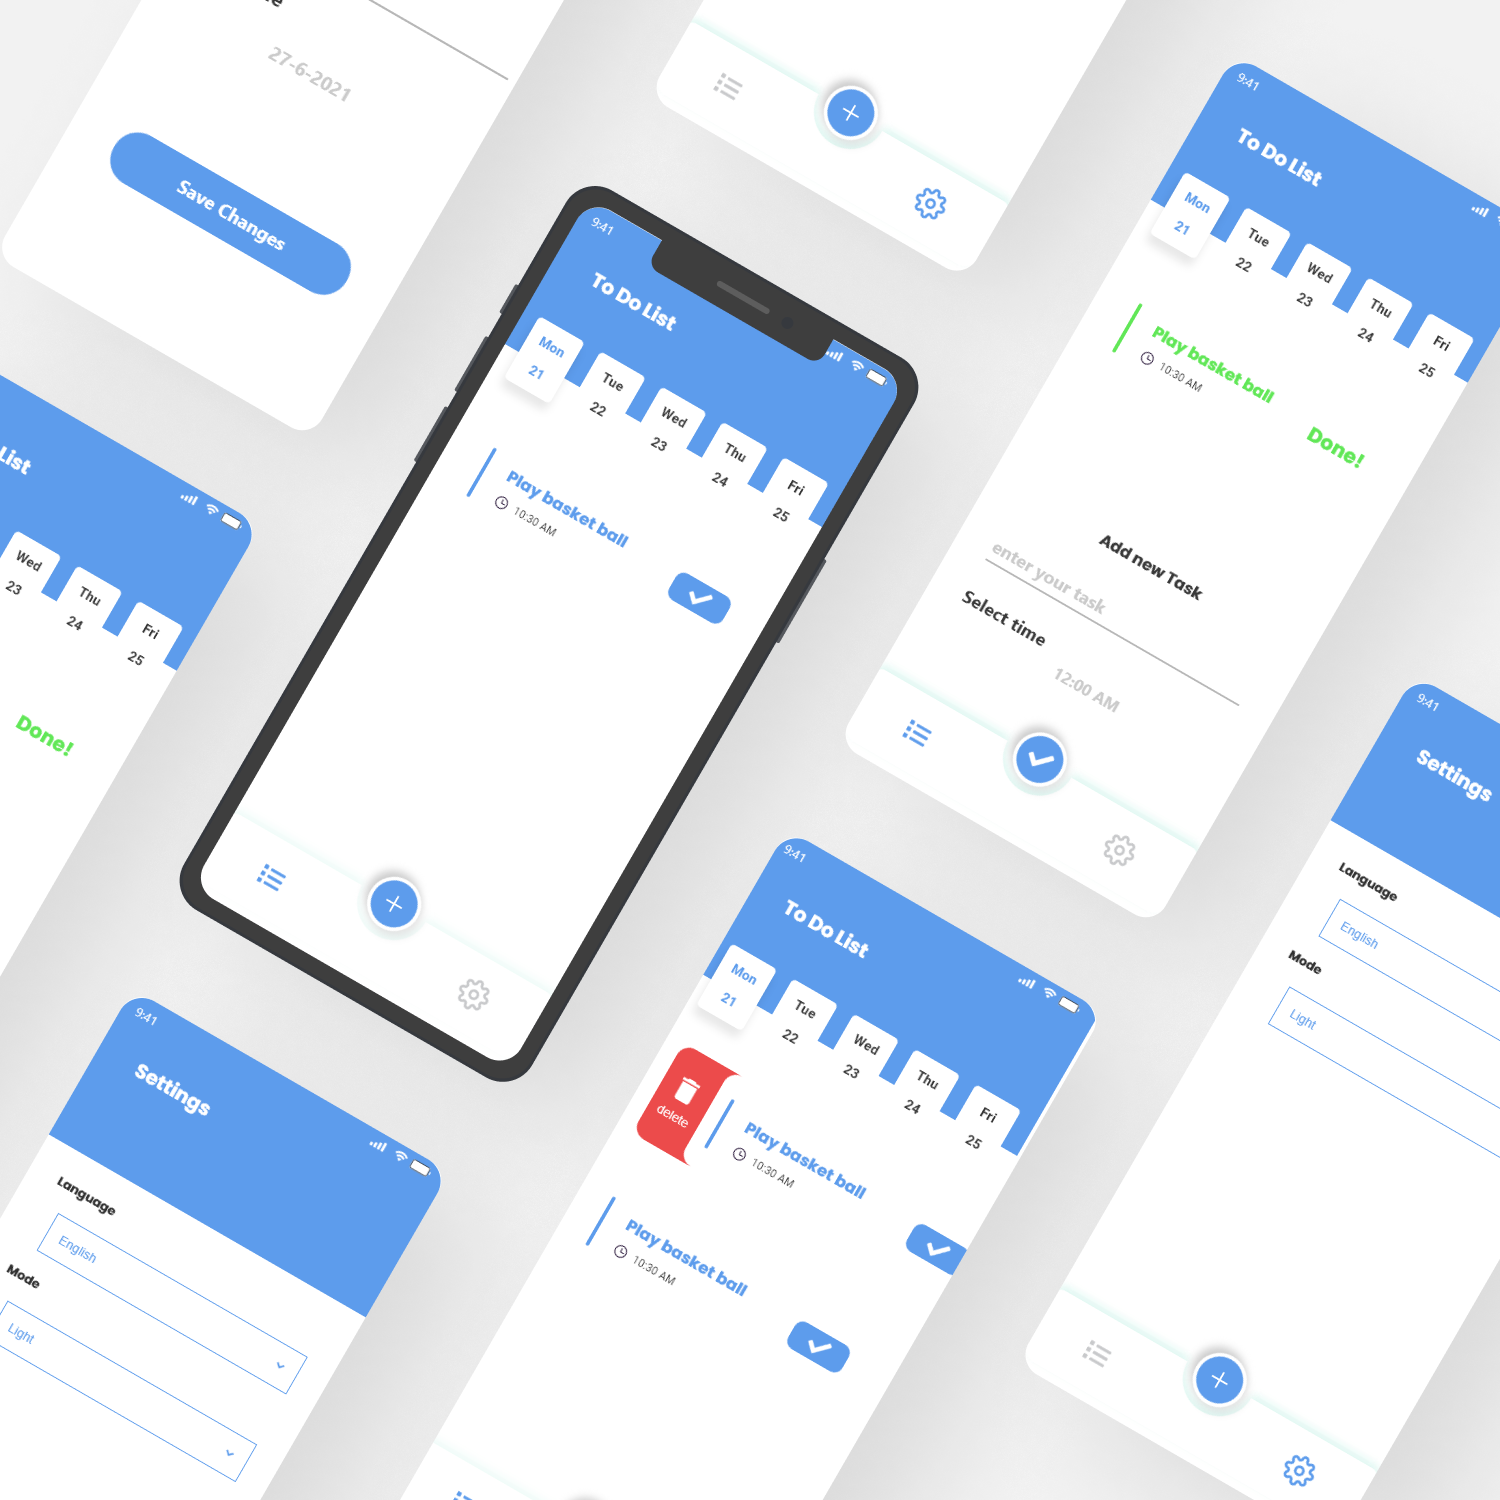 27-6-2021
Save Changes
List
Wed
23
Thu
24
Fri
25
Done!
9:41
To Do List
Mon
21
Tue
22
Wed
23
Thu
24
Fri
25
Play basket ball
10:30 AM
9:41
To Do List
Mon
21
Tue
22
Wed
23
Thu
24
Fri
25
Play basket ball
10:30 AM
Done!
Add new Task
enter your task
Select time
12:00 AM
9:41
Settings
Language
English
Mode
Light
9:41
To Do List
Mon
21
Tue
22
Wed
23
Thu
24
Fri
25
delete
Play basket ball
10:30 AM
Play basket ball
10:30 AM
9:41
Settings
Language
English
Mode
Light